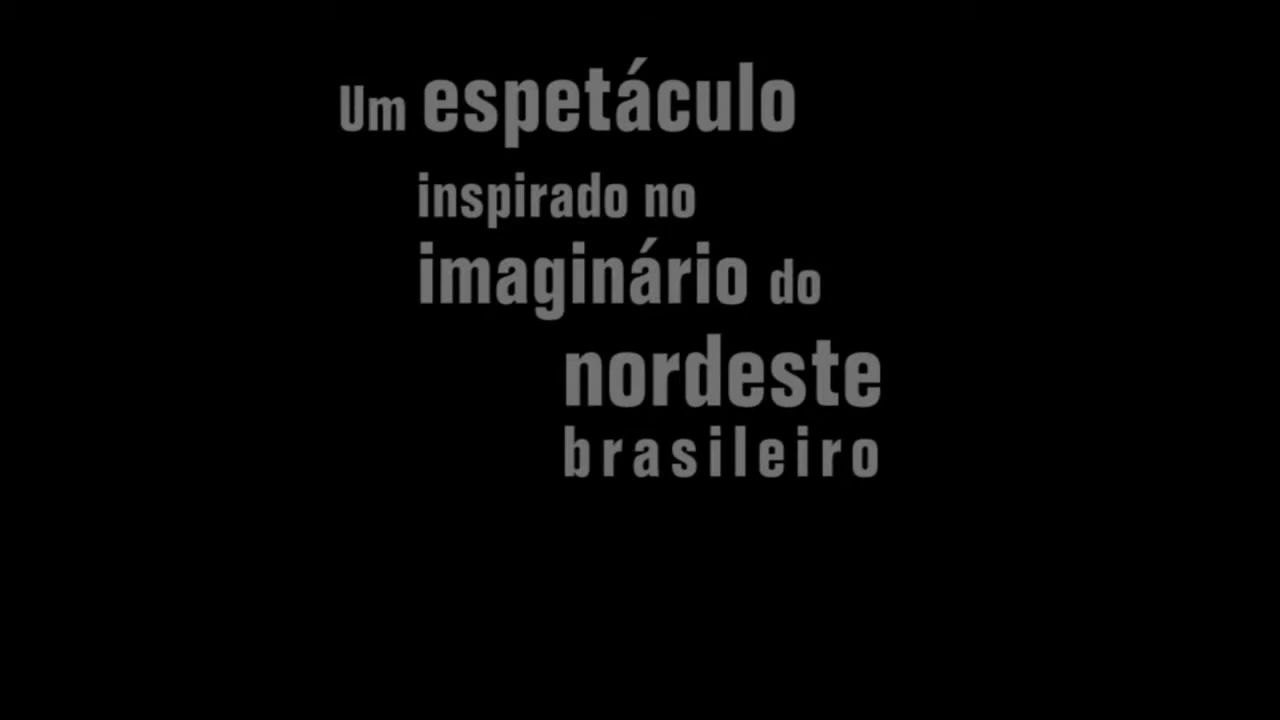 Um espetáculo
inspirado no
imaginário do
nordeste
brasileiro